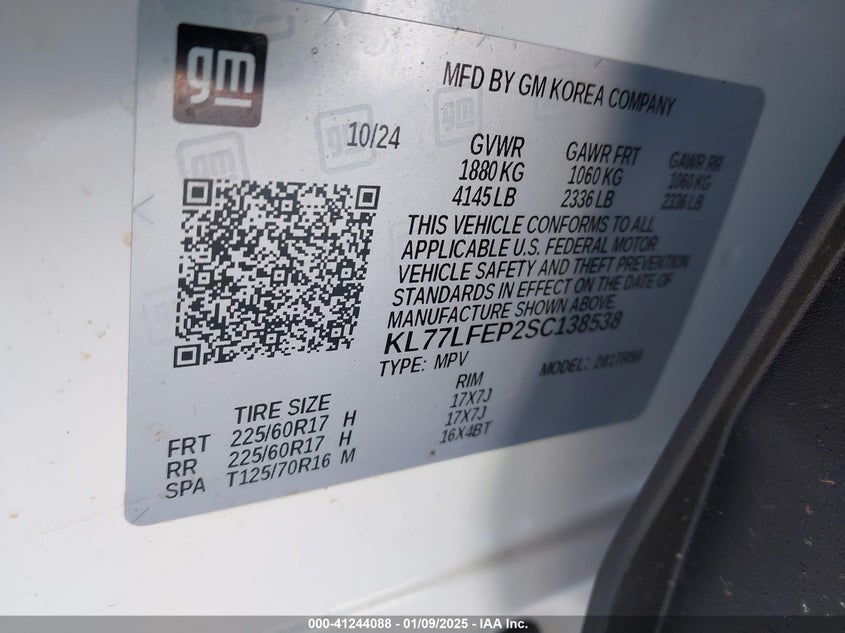 gm
MFD BY GM KOREA COMPANY
10/24
GVWR GAWR FRT GAWR RR
1880 KG 1060 KG 1060 KG
4145 LB 2336 LB 2336 LB
THIS VEHICLE CONFORMS TO ALL
APPLICABLE U.S. FEDERAL MOTOR
VEHICLE SAFETY AND THEFT PREVENTION
STANDARDS IN EFFECT ON THE DATE OF
MANUFACTURE SHOWN ABOVE.
KL77LFEP2SC138538
TYPE: MPV MODEL:
TIRE SIZE RIM
FRT 225/60R17 H 17X7J
RR 225/60R17 H 17X7J
SPA T125/70R16 M 16X4BT
000-41244088 - 01/09/2025 - IAA Inc.